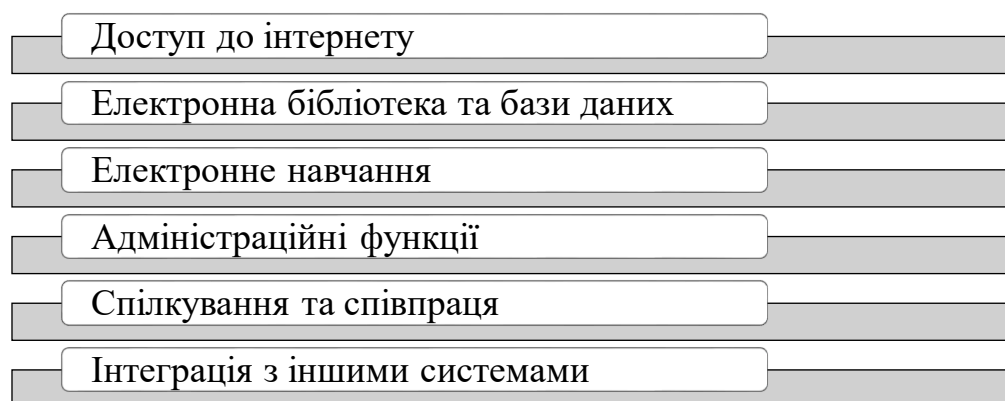 Доступ до інтернету
Електронна бібліотека та бази даних
Електронне навчання
Адміністраційні функції
Спілкування та співпраця
Інтеграція з іншими системами